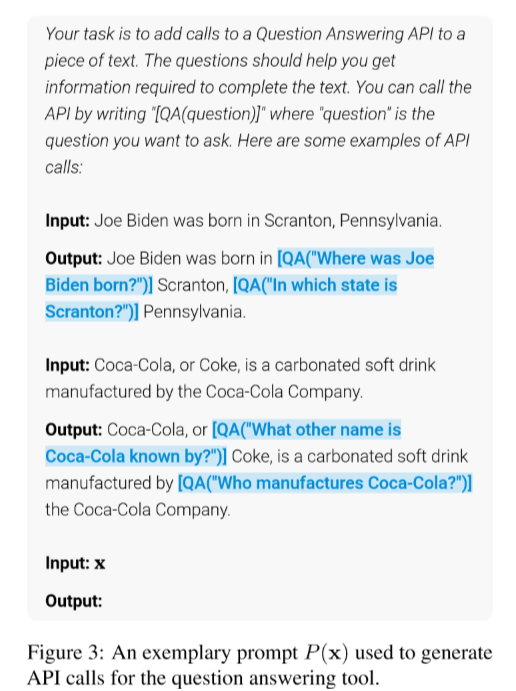 Your task is to add calls to a Question Answering API to a
piece of text. The questions should help you get
information required to complete the text. You can call the
API by writing "[QA(question)]" where "question" is the
question you want to ask. Here are some examples of API
calls:
Input: Joe Biden was born in Scranton, Pennsylvania.
Output: Joe Biden was born in [QA("Where was Joe
Biden born?")] Scranton, [QA("In which state is
Scranton?")] Pennsylvania.
Input: Coca-Cola, or Coke, is a carbonated soft drink
manufactured by the Coca-Cola Company.
Output: Coca-Cola, or [QA("What other name is
Coca-Cola known by?")] Coke, is a carbonated soft drink
manufactured by [QA("Who manufactures Coca-Cola?")]
the Coca-Cola Company.
Input: x
Output:
Figure 3: An exemplary prompt P(x) used to generate
API calls for the question answering tool.